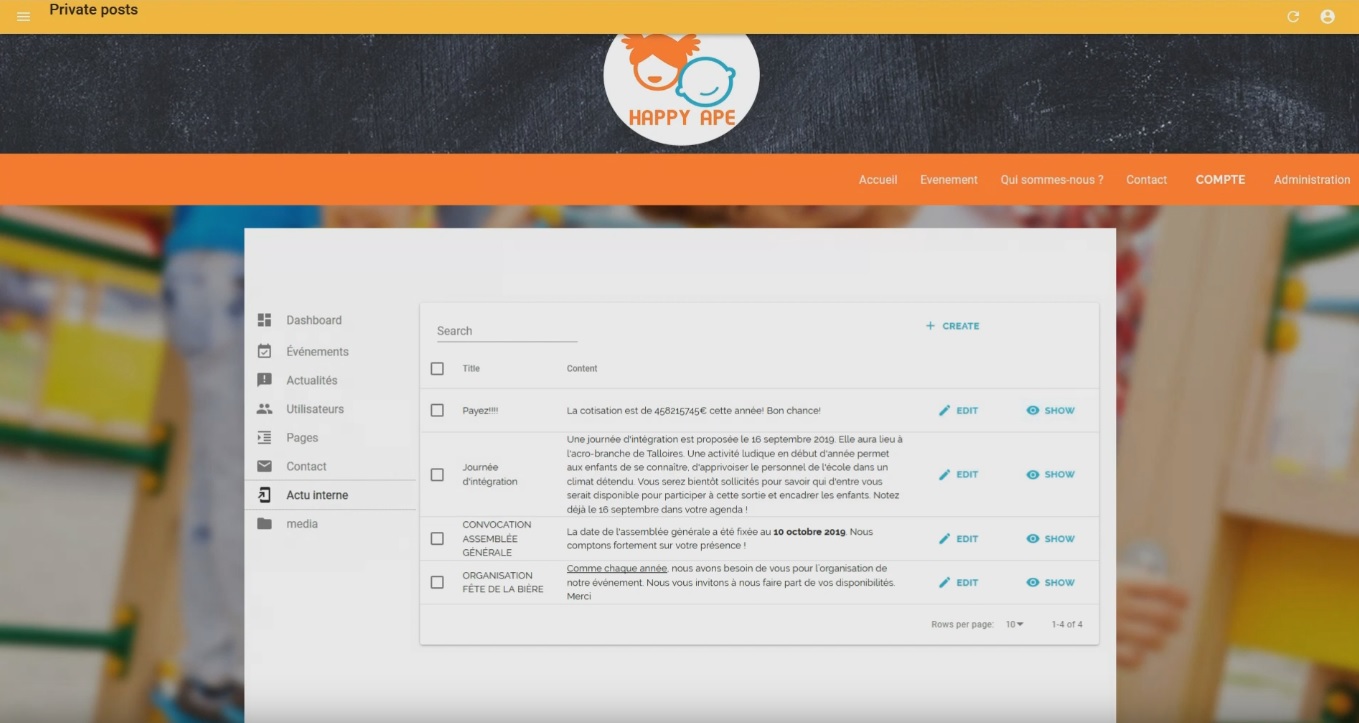 Private posts
HAPPY APE
Accueil Evenement Qui sommes-nous ? Contact COMPTE Administration
Dashboard
Événements
Actualités
Utilisateurs
Pages
Contact
Actu interne
media
Search
+ CREATE
Title Content
Payez!!!! La cotisation est de 458215745€ cette année! Bon chance! EDIT SHOW
Journée
d'intégration
Une journée d'intégration est proposée le 16 septembre 2019. Elle aura lieu à
l'acro-branche de Talloires. Une activité ludique en début d'année permet
aux enfants de se connaître, d'apprivoiser le personnel de l'école dans un
climat détendu. Vous serez bientôt sollicités pour savoir qui d'entre vous
serait disponible pour participer à cette sortie et encadrer les enfants. Notez
déjà le 16 septembre dans votre agenda !
EDIT SHOW
CONVOCATION
ASSEMBLÉE
GÉNÉRALE
La date de l'assemblée générale a été fixée au 10 octobre 2019. Nous
comptons fortement sur votre présence !
EDIT SHOW
ORGANISATION
FÊTE DE LA BIÈRE
Comme chaque année, nous avons besoin de vous pour l'organisation de
notre événement. Nous vous invitons à nous faire part de vos disponibilités.
Merci
EDIT SHOW
Rows per page: 10 1-4 of 4